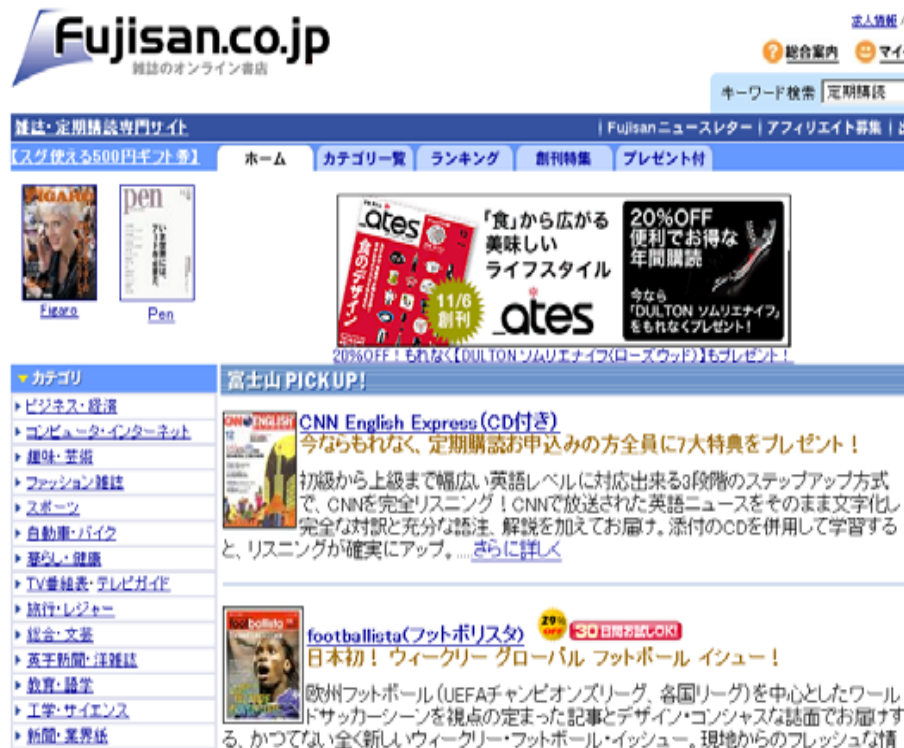 Fujisan.co.jp
雑誌のオンライン書店
求人情報
総合案内
マイ
キーワード検索 定期購読
雑誌・定期購読専門サイト
Fujisanニュースレター | アフィリエイト募集 |
【スグ使える500円ギフト券】
ホーム カテゴリ一覧 ランキング 創刊特集 プレゼント付
FIGARO
pen
Figaro
Pen
_ates
食のデザイン
11/6
創刊
「食」から広がる
美味しい
ライフスタイル
_ates
20%OFF
便利でお得な
年間購読
今なら
「DULTON ソムリエナイフ」
をもれなくプレゼント!
20%OFF!もれなく【DULTON ソムリエナイフ(ローズウッド)】もプレゼント!
カテゴリ
ビジネス・経済
コンピュータ・インターネット
趣味・芸術
ファッション雑誌
スポーツ
自動車・バイク
暮らし・健康
TV番組表・テレビガイド
旅行・レジャー
総合・文芸
英字新聞・洋雑誌
教育・語学
工学・サイエンス
新聞・業界紙
富士山 PICK UP!
CNN ENGLISH
CNN English Express(CD付き)
今ならもれなく、定期購読お申込みの方全員に7大特典をプレゼント!
初級から上級まで幅広い英語レベルに対応出来る3段階のステップアップ方式
で、CNNを完全リスニング!CNNで放送された英語ニュースをそのまま文字化し
完全な対訳と充分な語注、解説を加えてお届け。添付のCDを併用して学習する
と、リスニングが確実にアップ。....さらに詳しく
footballista
footballista(フットボリスタ)
29%
OFF
30日間お試しOK!
日本初! ウィークリー グローバル フットボール イシュー!
欧州フットボール(UEFAチャンピオンズリーグ、各国リーグ)を中心としたワール
ドサッカーシーンを視点の定まった記事とデザイン・コンシャスな誌面でお届けす
る、かつてない全く新しいウィークリー・フットボール・イッシュー。現地からのフレッシュな情